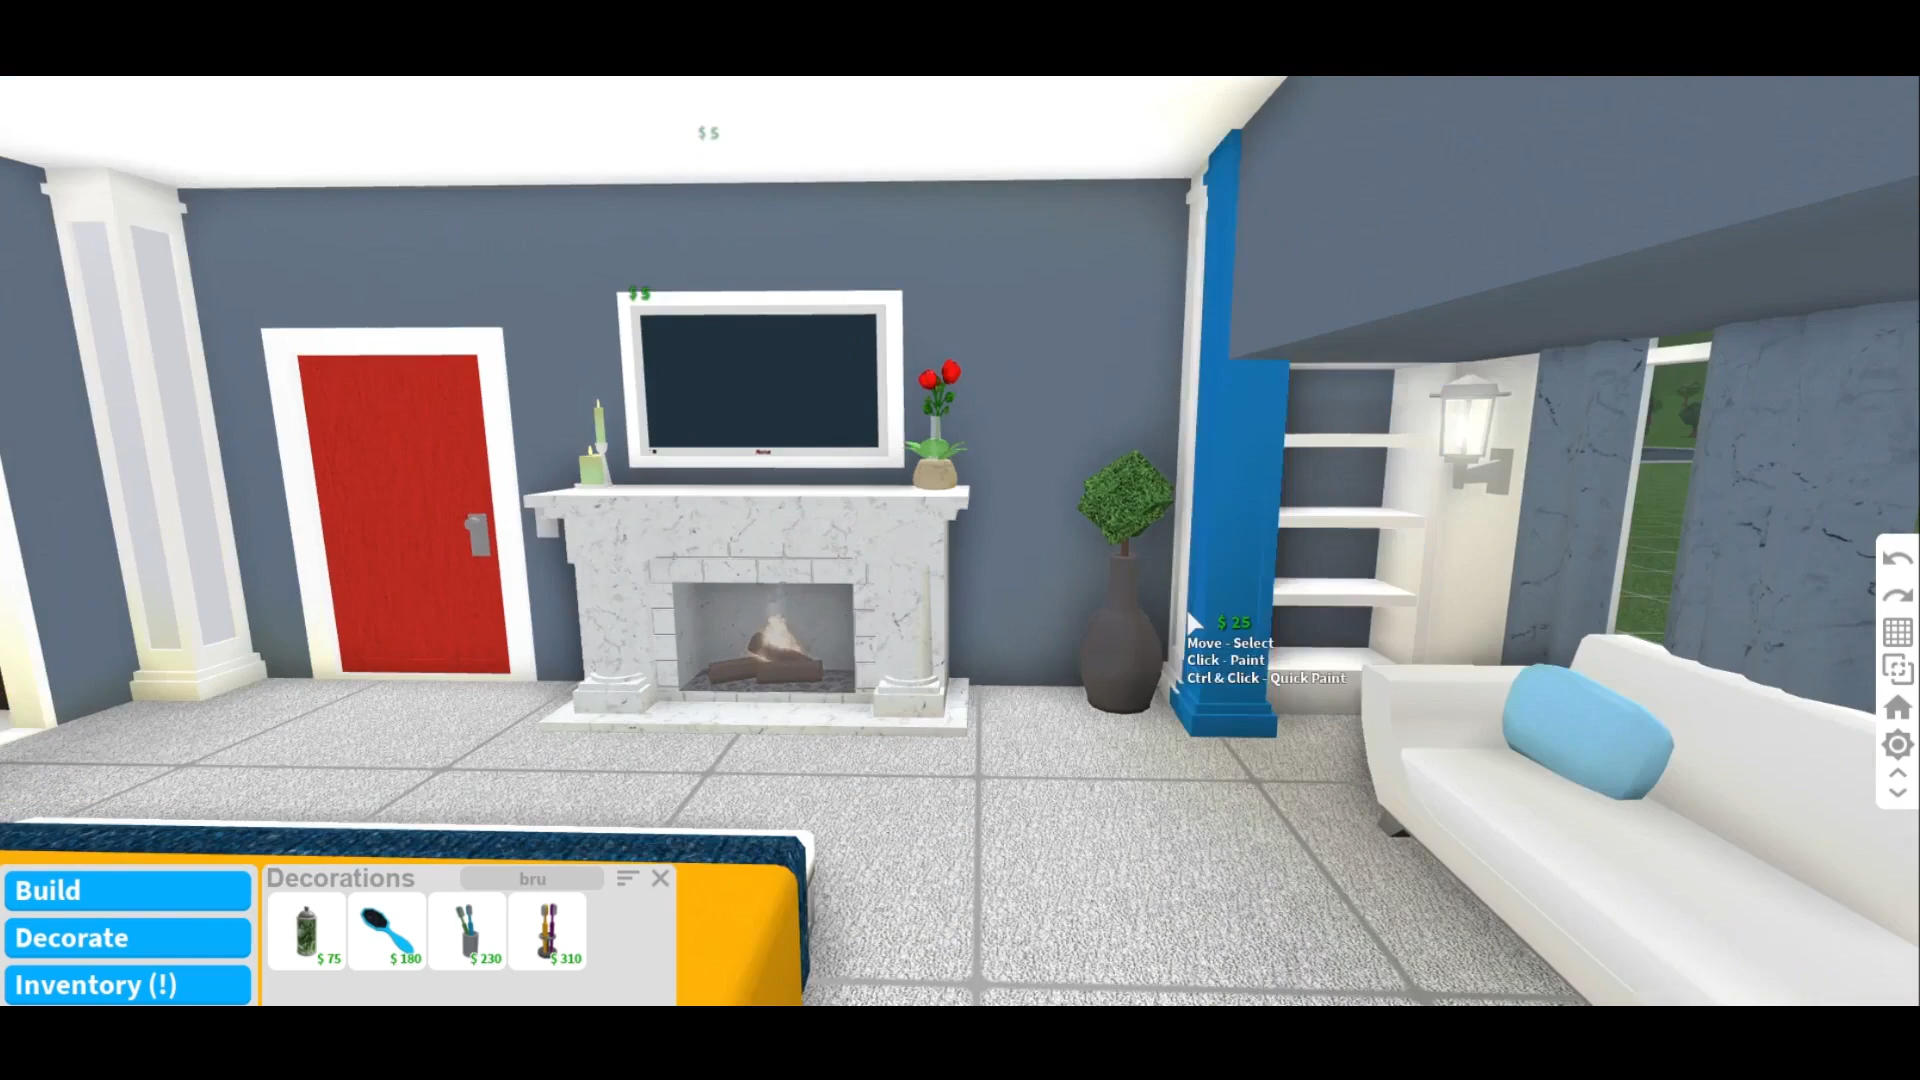 $ 5
$ 5
$ 25
Move - Select
Click - Paint
Ctrl & Click - Quick Paint
Build
Decorate
Inventory (!)
Decorations
bru
$ 75
$ 180
$ 230
$ 310